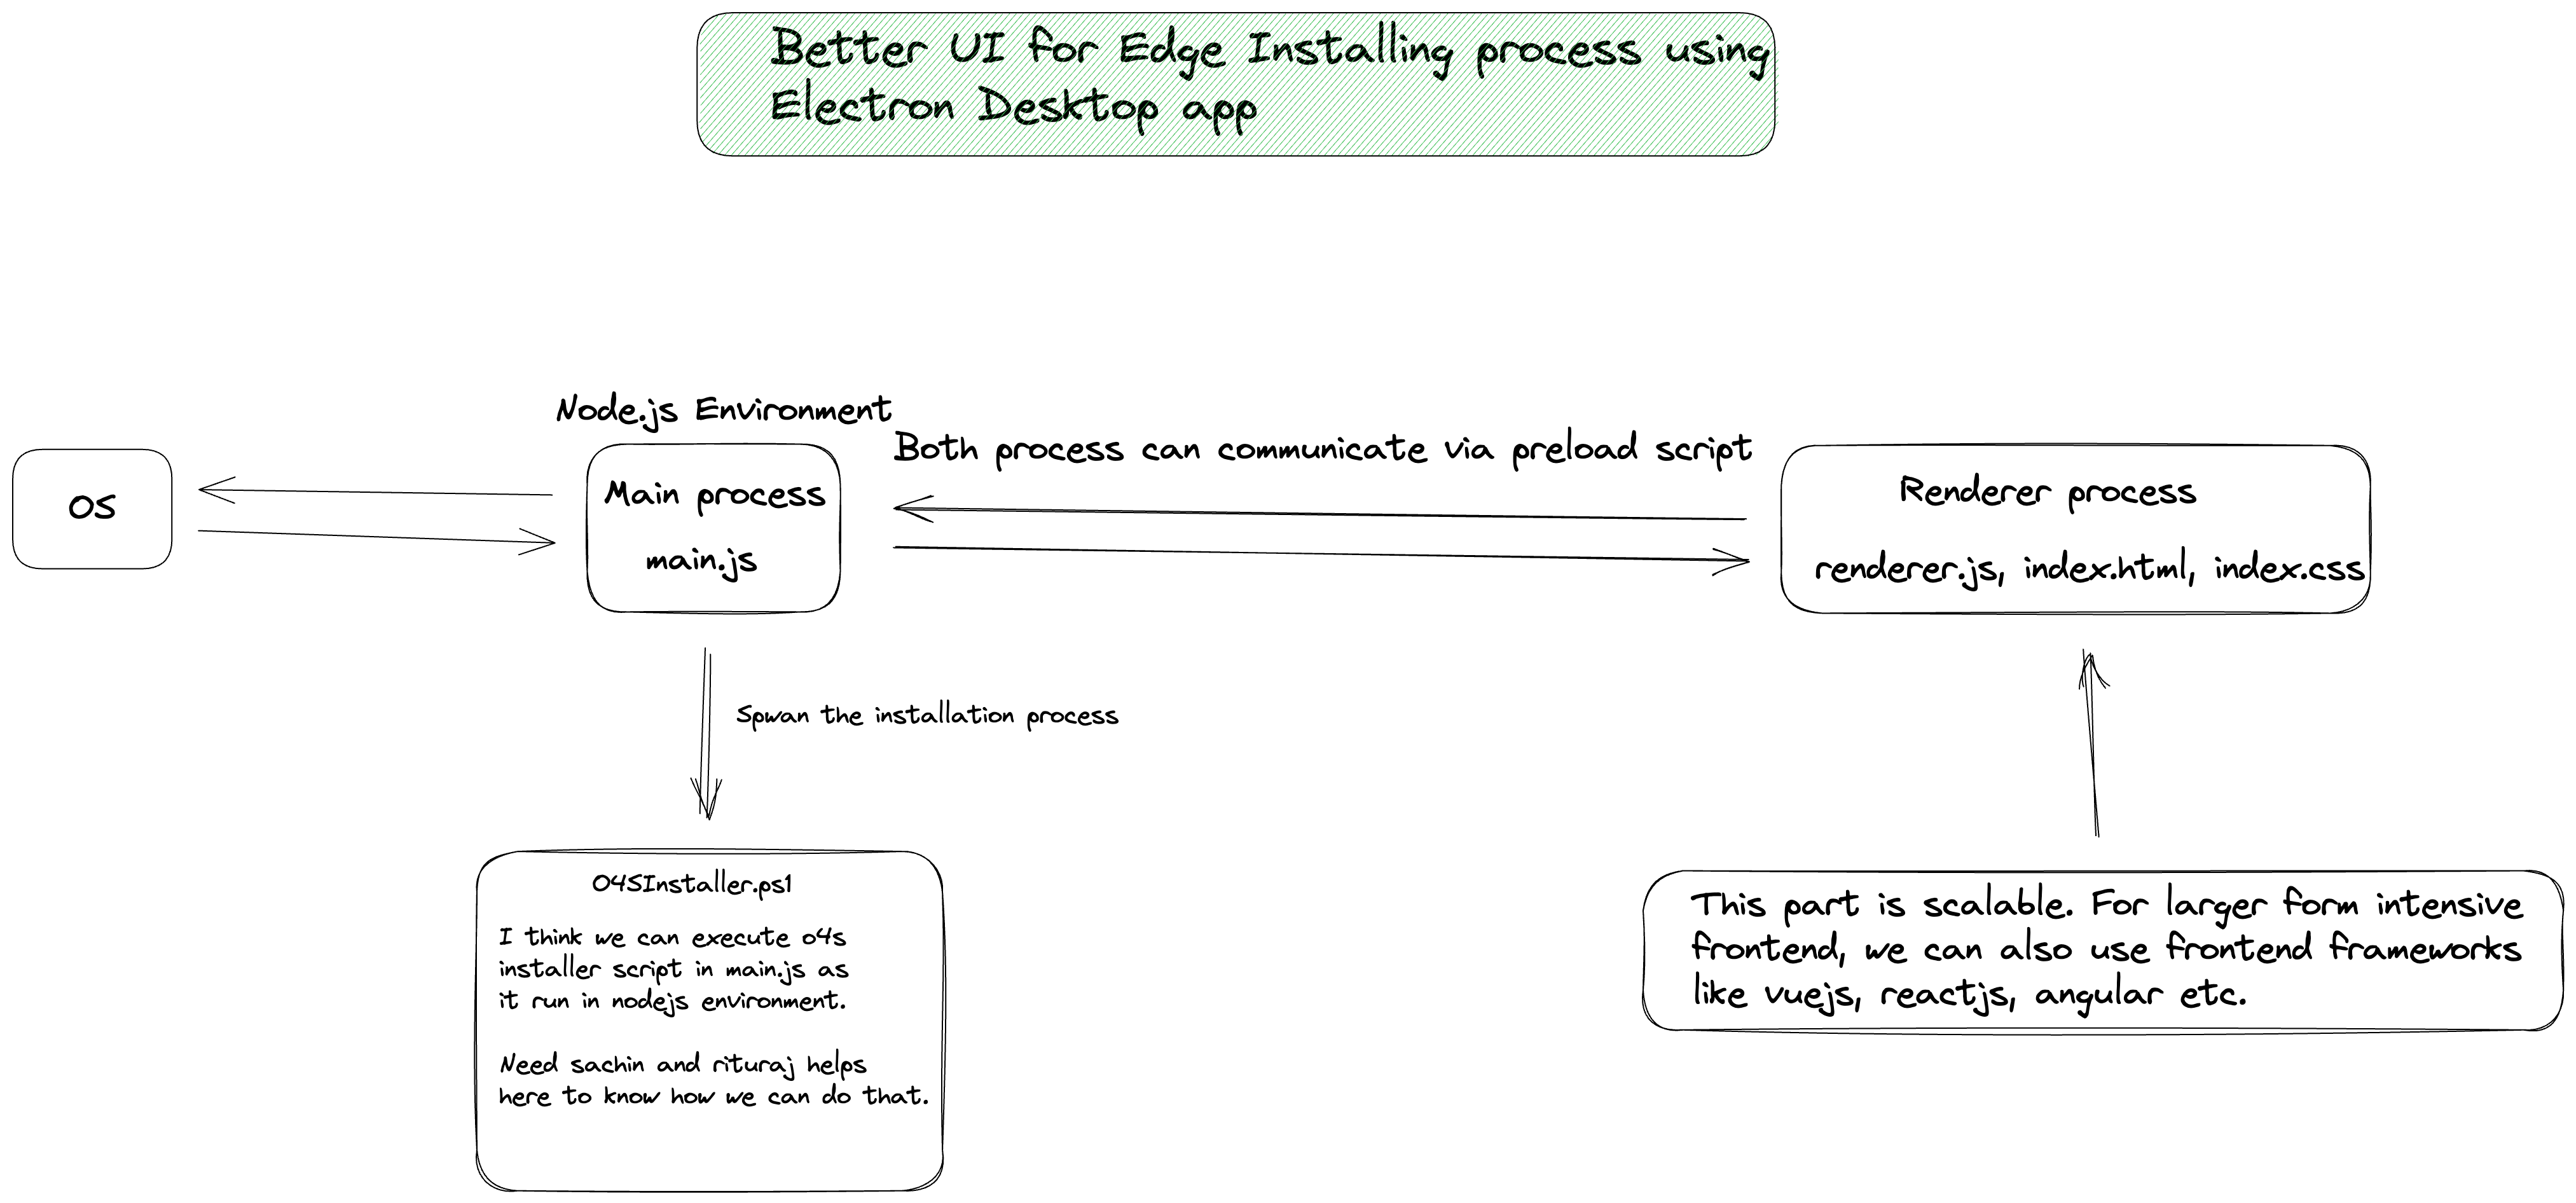 Better UI for Edge Installing process using
Electron Desktop app
Node.js Environment
Both process can communicate via preload script
OS
Main process
main.js
Renderer process
renderer.js, index.html, index.css
Spwan the installation process
O4SInstaller.ps1
I think we can execute o4s
installer script in main.js as
it run in nodejs environment.
Need sachin and rituraj helps
here to know how we can do that.
This part is scalable. For larger form intensive
frontend, we can also use frontend frameworks
like vuejs, reactjs, angular etc.